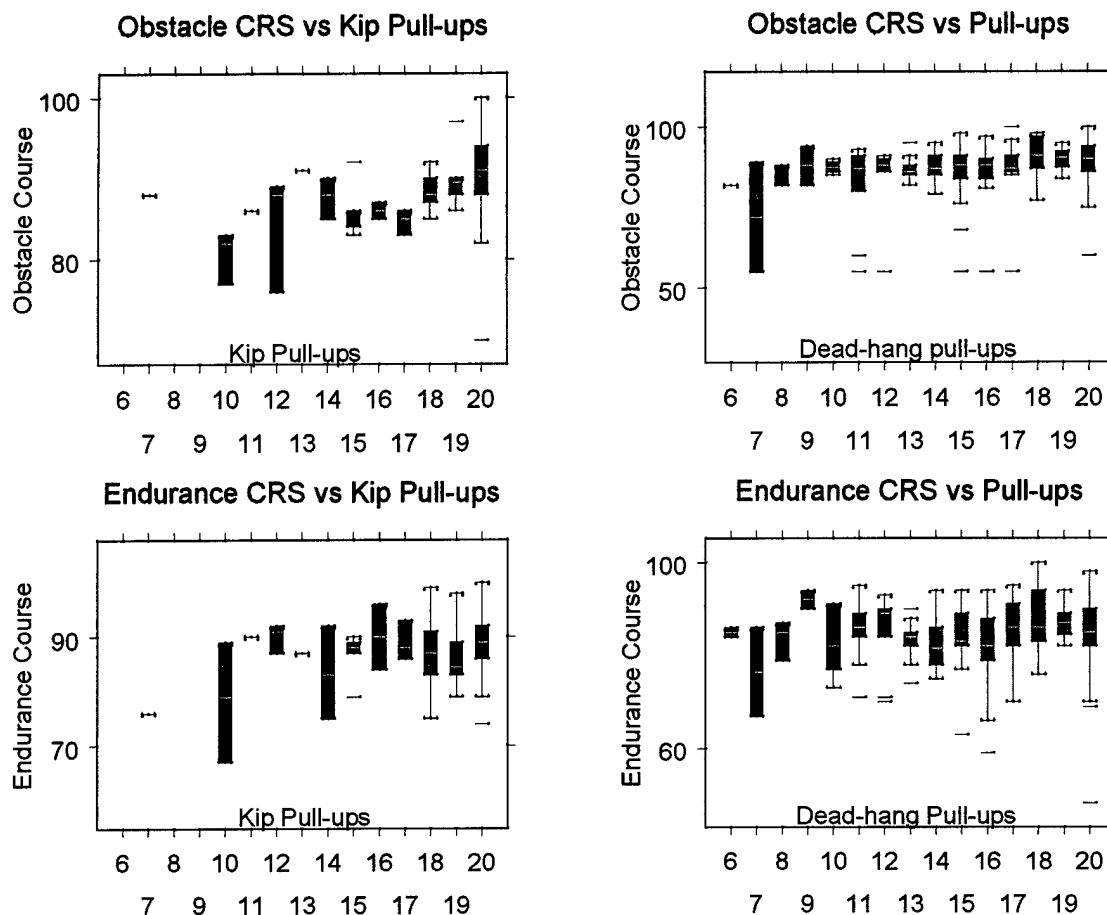 Obstacle CRS vs Kip Pull-ups
Obstacle Course
100
80
Kip Pull-ups
6 8 10 12 14 16 18 20
7 9 11 13 15 17 19
Obstacle CRS vs Pull-ups
Obstacle Course
100
50
Dead-hang pull-ups
6 8 10 12 14 16 18 20
7 9 11 13 15 17 19
Endurance CRS vs Kip Pull-ups
Endurance Course
90
70
Kip Pull-ups
6 8 10 12 14 16 18 20
7 9 11 13 15 17 19
Endurance CRS vs Pull-ups
Endurance Course
100
60
Dead-hang Pull-ups
6 8 10 12 14 16 18 20
7 9 11 13 15 17 19